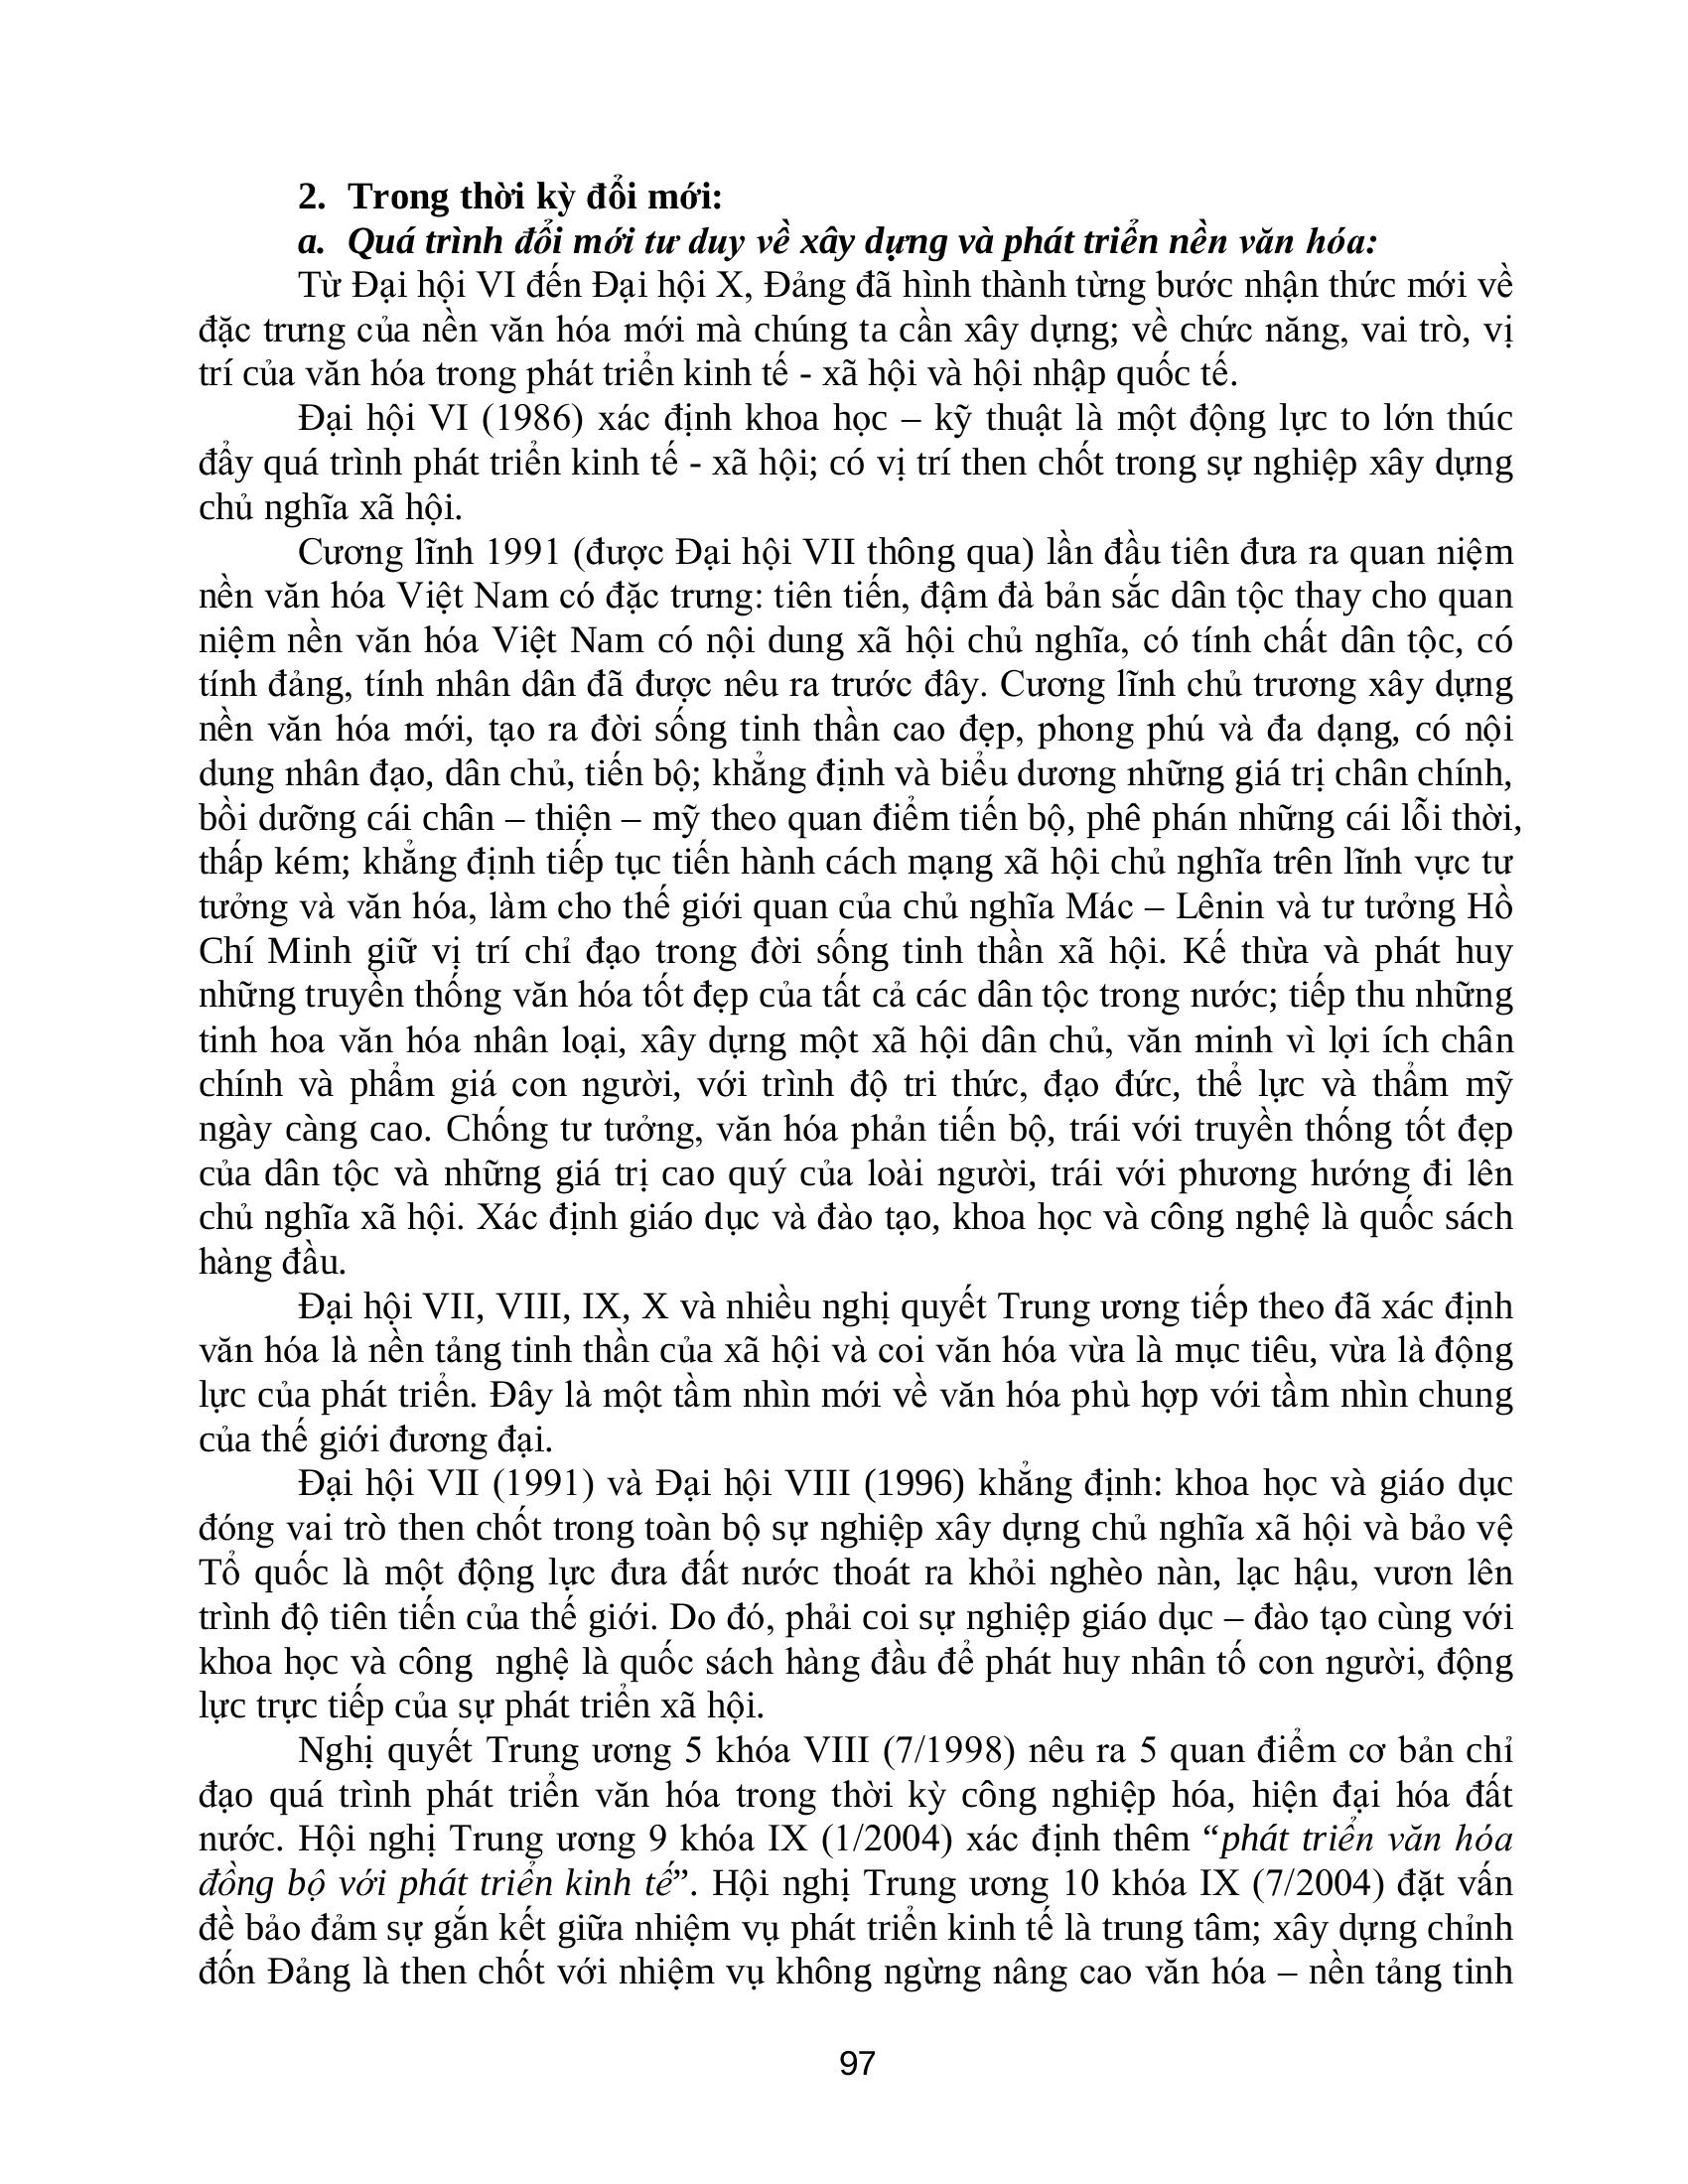 2. Trong thời kỳ đổi mới:
a. Quá trình đổi mới tư duy về xây dựng và phát triển nền văn hóa:
Từ Đại hội VI đến Đại hội X, Đảng đã hình thành từng bước nhận thức mới về
đặc trưng của nền văn hóa mới mà chúng ta cần xây dựng; về chức năng, vai trò, vị
trí của văn hóa trong phát triển kinh tế - xã hội và hội nhập quốc tế.
Đại hội VI (1986) xác định khoa học – kỹ thuật là một động lực to lớn thúc
đẩy quá trình phát triển kinh tế - xã hội; có vị trí then chốt trong sự nghiệp xây dựng
chủ nghĩa xã hội.
Cương lĩnh 1991 (được Đại hội VII thông qua) lần đầu tiên đưa ra quan niệm
nền văn hóa Việt Nam có đặc trưng: tiên tiến, đậm đà bản sắc dân tộc thay cho quan
niệm nền văn hóa Việt Nam có nội dung xã hội chủ nghĩa, có tính chất dân tộc, có
tính đảng, tính nhân dân đã được nêu ra trước đây. Cương lĩnh chủ trương xây dựng
nền văn hóa mới, tạo ra đời sống tinh thần cao đẹp, phong phú và đa dạng, có nội
dung nhân đạo, dân chủ, tiến bộ; khẳng định và biểu dương những giá trị chân chính,
bồi dưỡng cái chân – thiện – mỹ theo quan điểm tiến bộ, phê phán những cái lỗi thời,
thấp kém; khẳng định tiếp tục tiến hành cách mạng xã hội chủ nghĩa trên lĩnh vực tư
tưởng và văn hóa, làm cho thế giới quan của chủ nghĩa Mác – Lênin và tư tưởng Hồ
Chí Minh giữ vị trí chỉ đạo trong đời sống tinh thần xã hội. Kế thừa và phát huy
những truyền thống văn hóa tốt đẹp của tất cả các dân tộc trong nước; tiếp thu những
tinh hoa văn hóa nhân loại, xây dựng một xã hội dân chủ, văn minh vì lợi ích chân
chính và phẩm giá con người, với trình độ tri thức, đạo đức, thể lực và thẩm mỹ
ngày càng cao. Chống tư tưởng, văn hóa phản tiến bộ, trái với truyền thống tốt đẹp
của dân tộc và những giá trị cao quý của loài người, trái với phương hướng đi lên
chủ nghĩa xã hội. Xác định giáo dục và đào tạo, khoa học và công nghệ là quốc sách
hàng đầu.
Đại hội VII, VIII, IX, X và nhiều nghị quyết Trung ương tiếp theo đã xác định
văn hóa là nền tảng tinh thần của xã hội và coi văn hóa vừa là mục tiêu, vừa là động
lực của phát triển. Đây là một tầm nhìn mới về văn hóa phù hợp với tầm nhìn chung
của thế giới đương đại.
Đại hội VII (1991) và Đại hội VIII (1996) khẳng định: khoa học và giáo dục
đóng vai trò then chốt trong toàn bộ sự nghiệp xây dựng chủ nghĩa xã hội và bảo vệ
Tổ quốc là một động lực đưa đất nước thoát ra khỏi nghèo nàn, lạc hậu, vươn lên
trình độ tiên tiến của thế giới. Do đó, phải coi sự nghiệp giáo dục – đào tạo cùng với
khoa học và công  nghệ là quốc sách hàng đầu để phát huy nhân tố con người, động
lực trực tiếp của sự phát triển xã hội.
Nghị quyết Trung ương 5 khóa VIII (7/1998) nêu ra 5 quan điểm cơ bản chỉ
đạo quá trình phát triển văn hóa trong thời kỳ công nghiệp hóa, hiện đại hóa đất
nước. Hội nghị Trung ương 9 khóa IX (1/2004) xác định thêm “phát triển văn hóa
đồng bộ với phát triển kinh tế”. Hội nghị Trung ương 10 khóa IX (7/2004) đặt vấn
đề bảo đảm sự gắn kết giữa nhiệm vụ phát triển kinh tế là trung tâm; xây dựng chỉnh
đốn Đảng là then chốt với nhiệm vụ không ngừng nâng cao văn hóa – nền tảng tinh
97